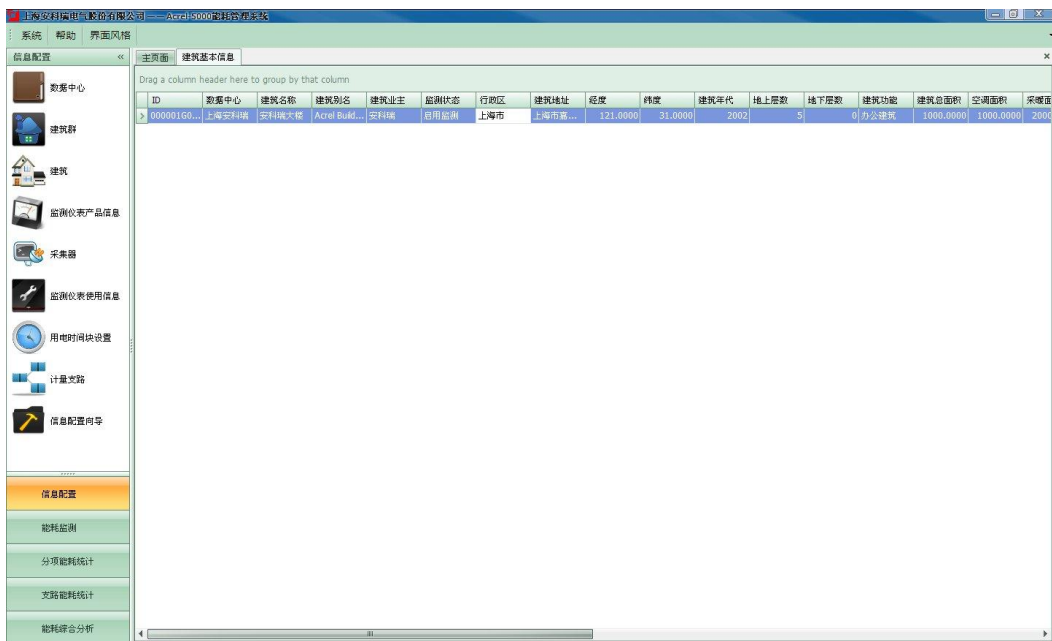 上海安科瑞电气股份有限公司——Acrel-5000能耗管理系统
系统 帮助 界面风格
信息配置 « 主页面 建筑基本信息 ×
Drag a column header here to group by that column
ID 数据中心 建筑名称 建筑别名 建筑业主 监测状态 行政区 建筑地址 经度 纬度 建筑年代 地上层数 地下层数 建筑功能 建筑总面积 空调面积 采暖面
000001G0... 上海安科瑞 安科瑞大楼 Acrel Build... 安科瑞 启用监测 上海市 上海市嘉... 121.0000 31.0000 2002 5 0 办公建筑 1000.0000 1000.0000 2000
数据中心
建筑群
建筑
监测仪表产品信息
采集器
监测仪表使用信息
用电时间块设置
计量支路
信息配置向导
信息配置
能耗监测
分项能耗统计
支路能耗统计
能耗综合分析